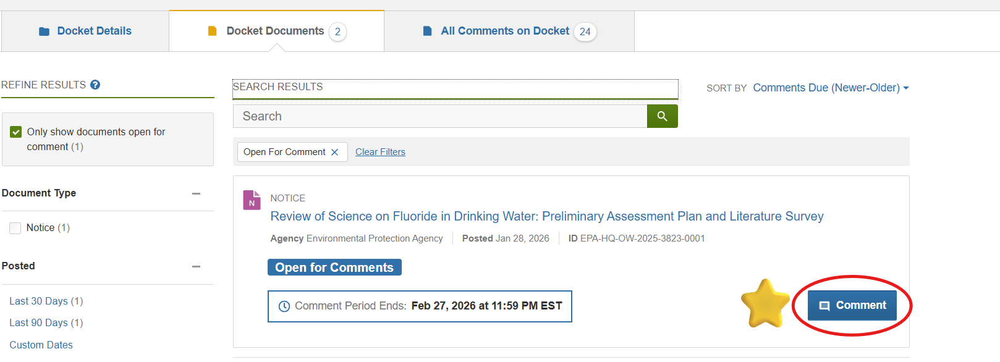 Docket Details
Docket Documents 2
All Comments on Docket 24
REFINE RESULTS ?
Only show documents open for
comment (1)
Document Type
Notice (1)
Posted
Last 30 Days (1)
Last 90 Days (1)
Custom Dates
SEARCH RESULTS
SORT BY Comments Due (Newer-Older)
Search
Open For Comment ×
Clear Filters
N
NOTICE
Review of Science on Fluoride in Drinking Water: Preliminary Assessment Plan and Literature Survey
Agency Environmental Protection Agency Posted Jan 28, 2026 ID EPA-HQ-OW-2025-3823-0001
Open for Comments
Comment Period Ends: Feb 27, 2026 at 11:59 PM EST
Comment